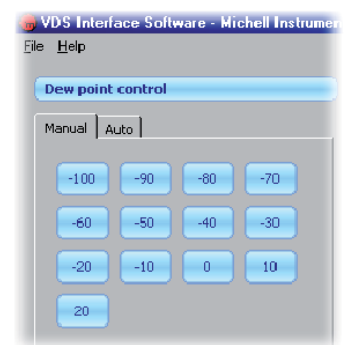 VDS Interface Software - Michell Instrumen
File Help
Dew point control
Manual Auto
-100 -90 -80 -70
-60 -50 -40 -30
-20 -10 0 10
20